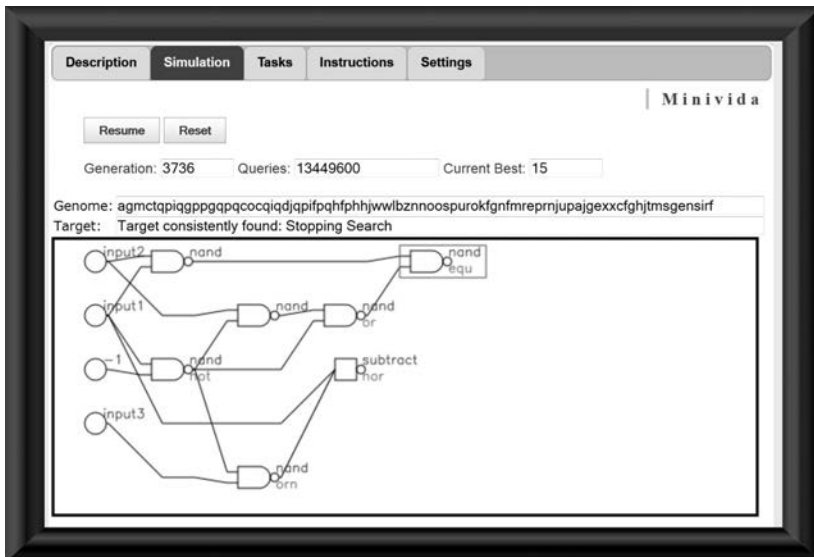 Description Simulation Tasks Instructions Settings
Minivida
Resume Reset
Generation: 3736 Queries: 13449600 Current Best: 15
Genome: agmctqpiqgppgqpqcocqiqdjqpifpqhfphhjwwlbznnoospurokfgnfmreprnjupajgexxcfghjtmsgensirf
Target: Target consistently found: Stopping Search
input2 nand nand
equ
input1 nand nand
or
-1 nand subtract
not nor
input3
nand
orn